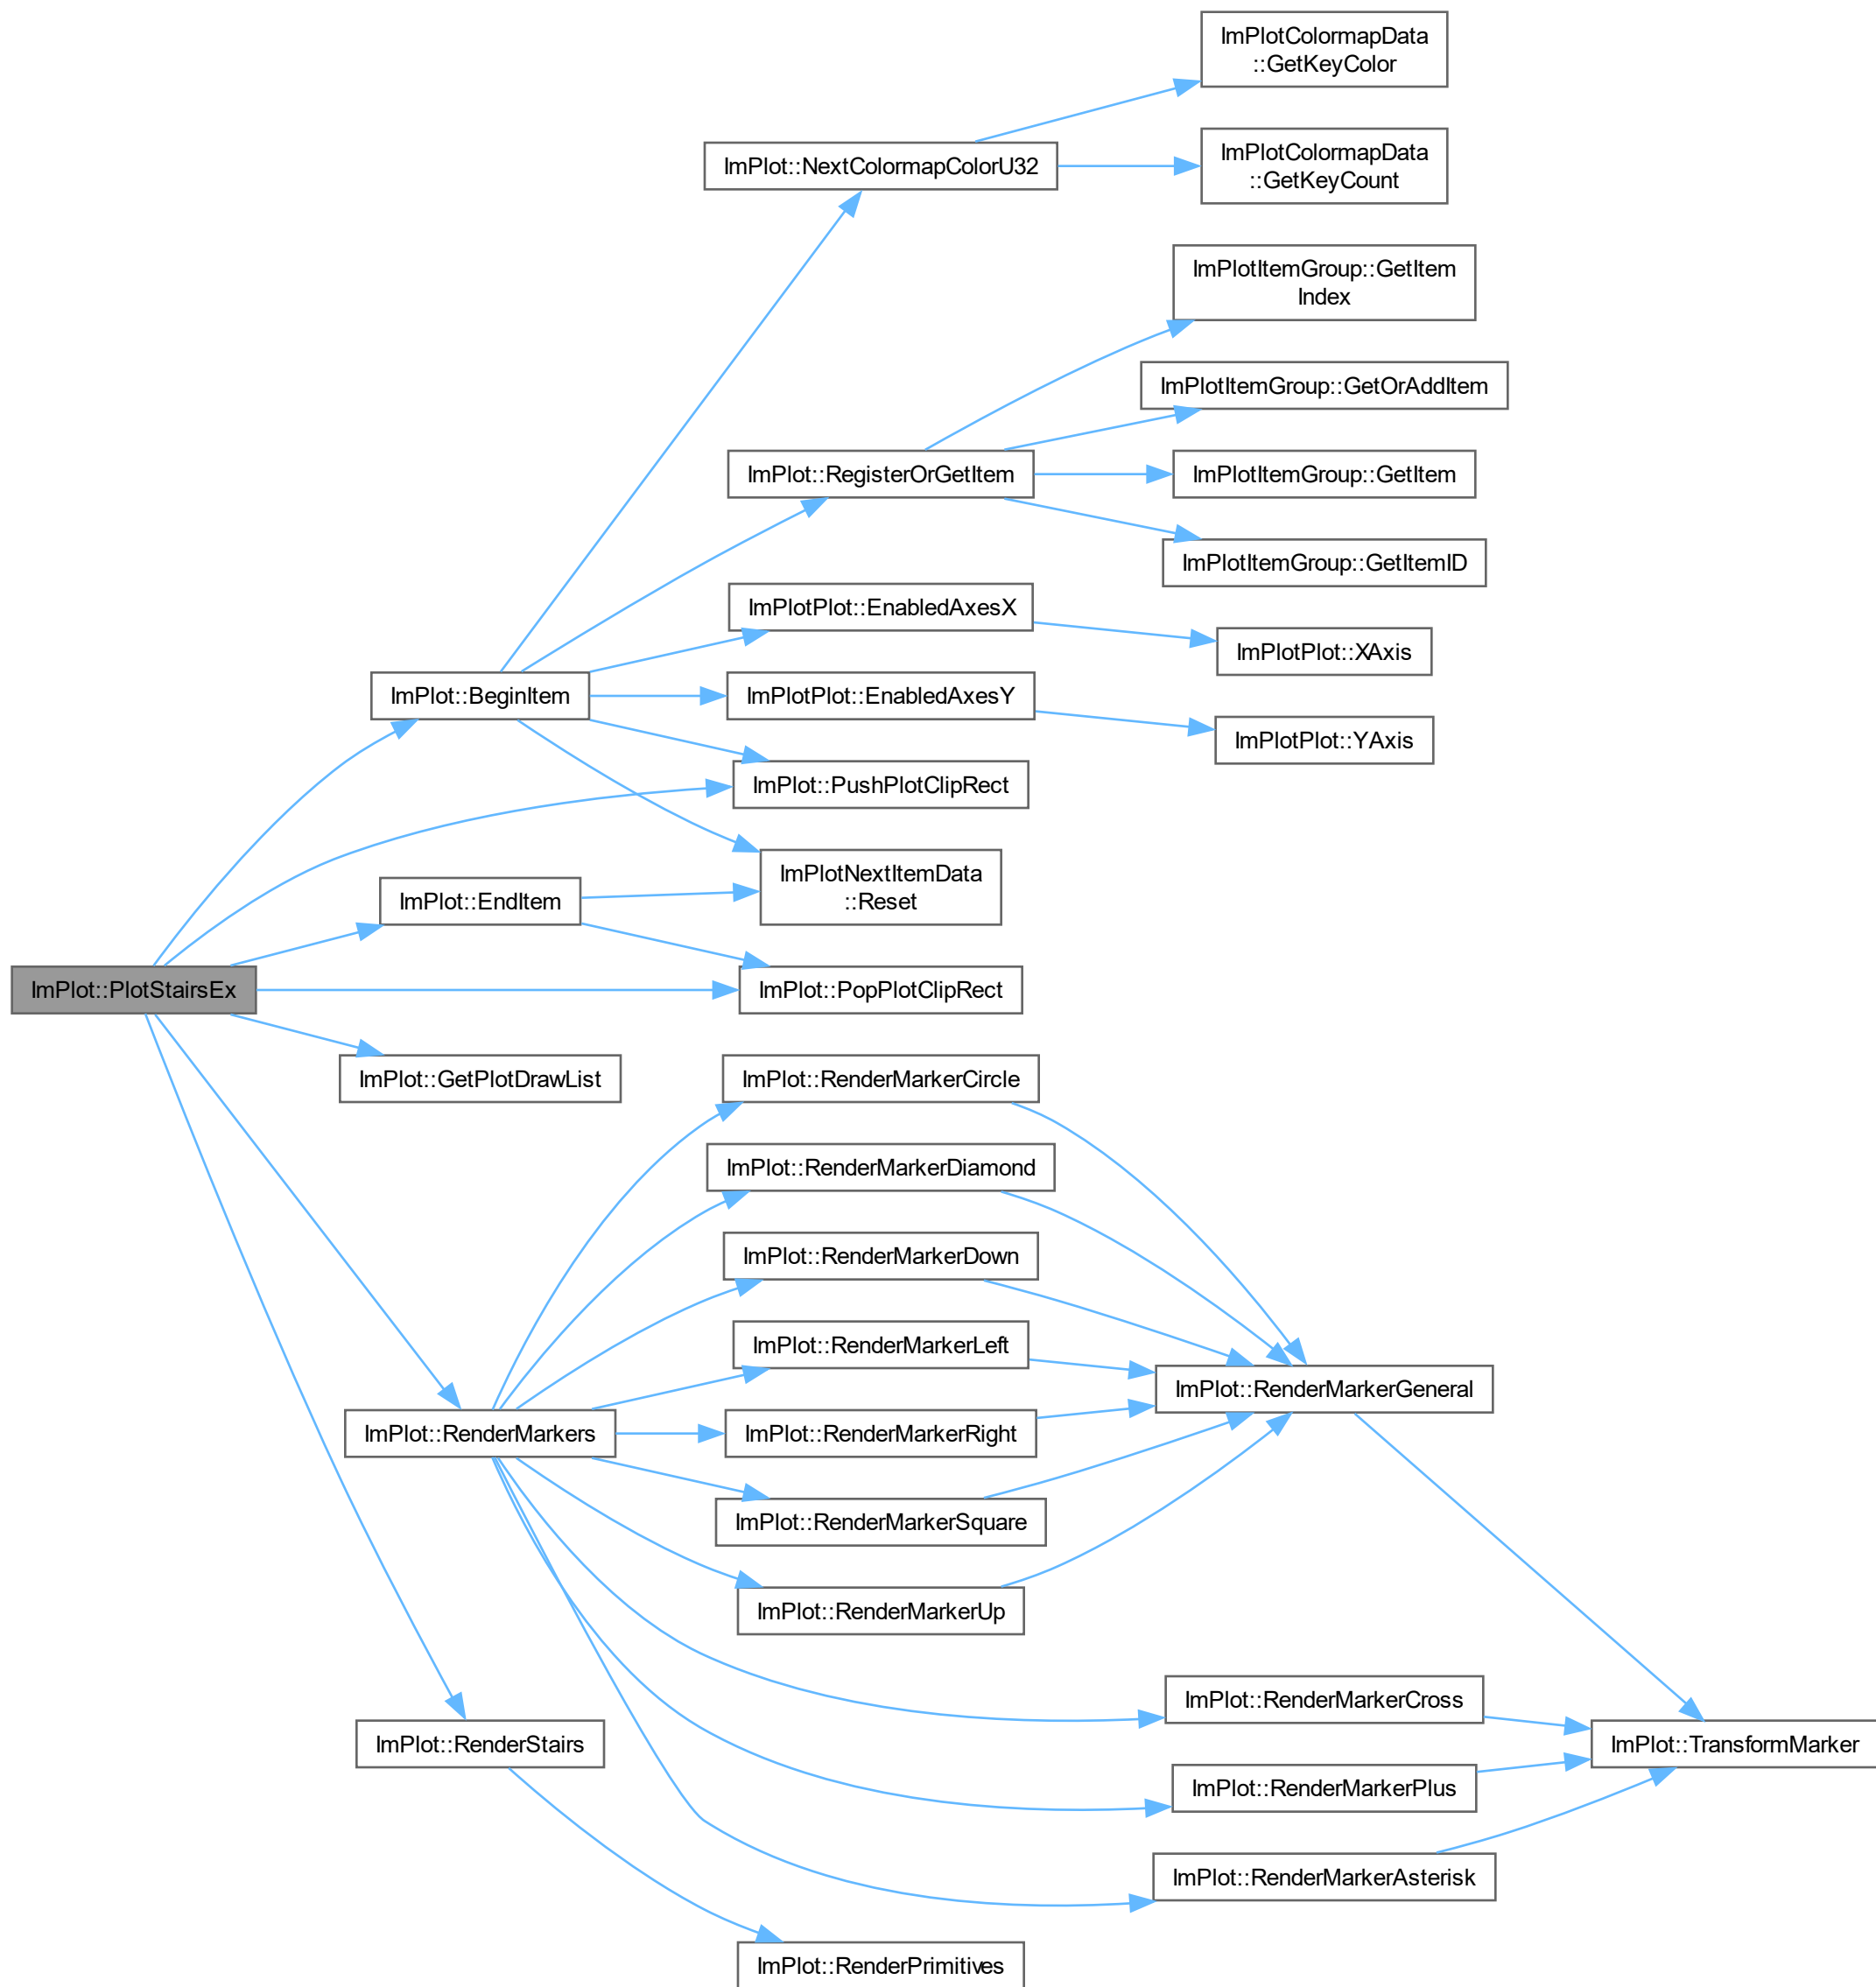 ImPlotColormapData
::GetKeyColor
ImPlot::NextColormapColorU32
ImPlotColormapData
::GetKeyCount
ImPlotItemGroup::GetItem
Index
ImPlotItemGroup::GetOrAddItem
ImPlot::RegisterOrGetItem
ImPlotItemGroup::GetItem
ImPlotItemGroup::GetItemID
ImPlotPlot::EnabledAxesX
ImPlotPlot::XAxis
ImPlot::BeginItem
ImPlotPlot::EnabledAxesY
ImPlotPlot::YAxis
ImPlot::PushPlotClipRect
ImPlotNextItemData
::Reset
ImPlot::EndItem
ImPlot::PlotStairsEx
ImPlot::PopPlotClipRect
ImPlot::GetPlotDrawList
ImPlot::RenderMarkerCircle
ImPlot::RenderMarkerDiamond
ImPlot::RenderMarkerDown
ImPlot::RenderMarkerLeft
ImPlot::RenderMarkerGeneral
ImPlot::RenderMarkers
ImPlot::RenderMarkerRight
ImPlot::RenderMarkerSquare
ImPlot::RenderMarkerUp
ImPlot::RenderMarkerCross
ImPlot::RenderStairs
ImPlot::TransformMarker
ImPlot::RenderMarkerPlus
ImPlot::RenderMarkerAsterisk
ImPlot::RenderPrimitives